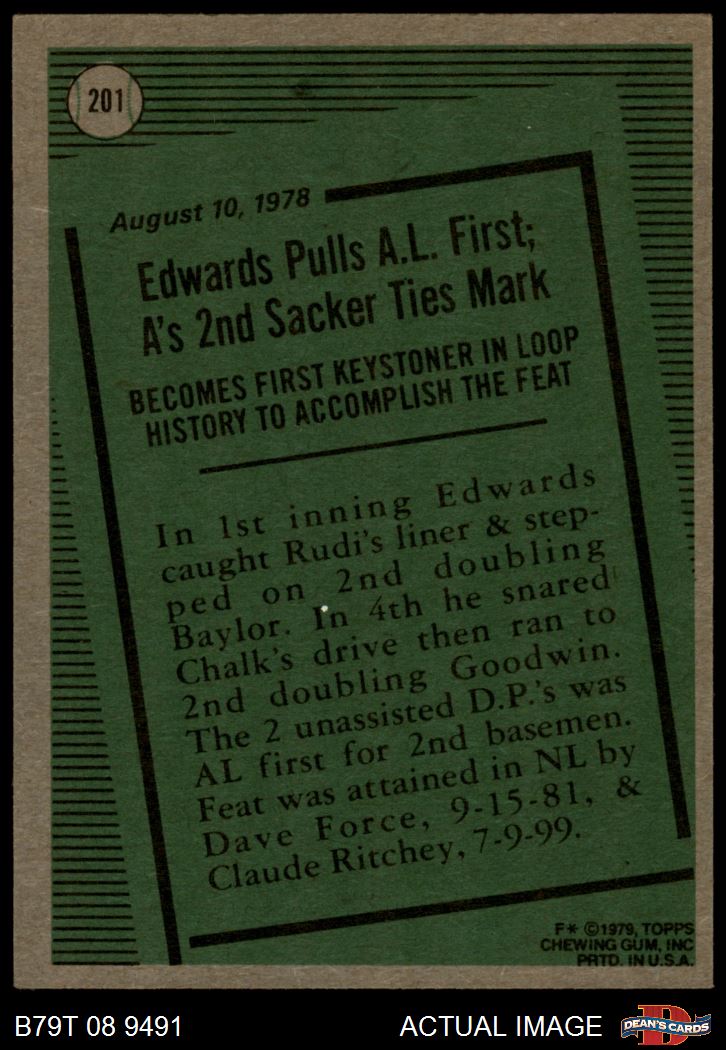 201
August 10, 1978
Edwards Pulls A.L. First;
A's 2nd Sacker Ties Mark
BECOMES FIRST KEYSTONER IN LOOP
HISTORY TO ACCOMPLISH THE FEAT
In 1st inning Edwards
caught Rudi's liner & step-
ped on 2nd doubling
Baylor. In 4th he snared
Chalk's drive then ran to
2nd doubling Goodwin.
The 2 unassisted D.P.'s was
AL first for 2nd basemen.
Feat was attained in NL by
Dave Force, 9-15-81, &
Claude Ritchey, 7-9-99.
F* ©1979, TOPPS
CHEWING GUM, INC
PRTD. IN U.S.A.
B79T 08 9491
ACTUAL IMAGE
D
DEAN'S CARDS